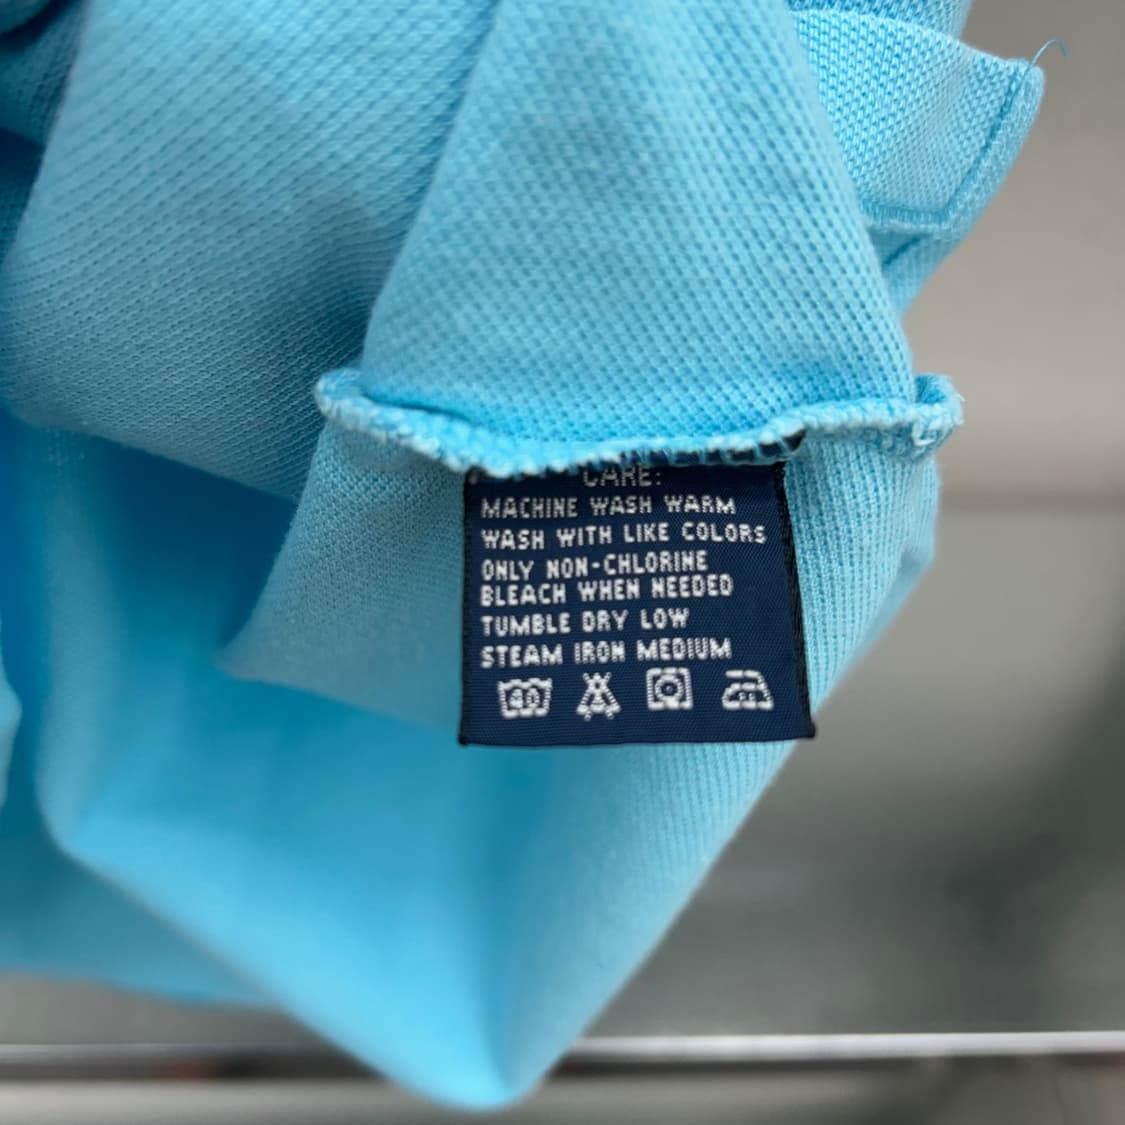 CARE:
MACHINE WASH WARM
WASH WITH LIKE COLORS
ONLY NON-CHLORINE
BLEACH WHEN NEEDED
TUMBLE DRY LOW
STEAM IRON MEDIUM
40